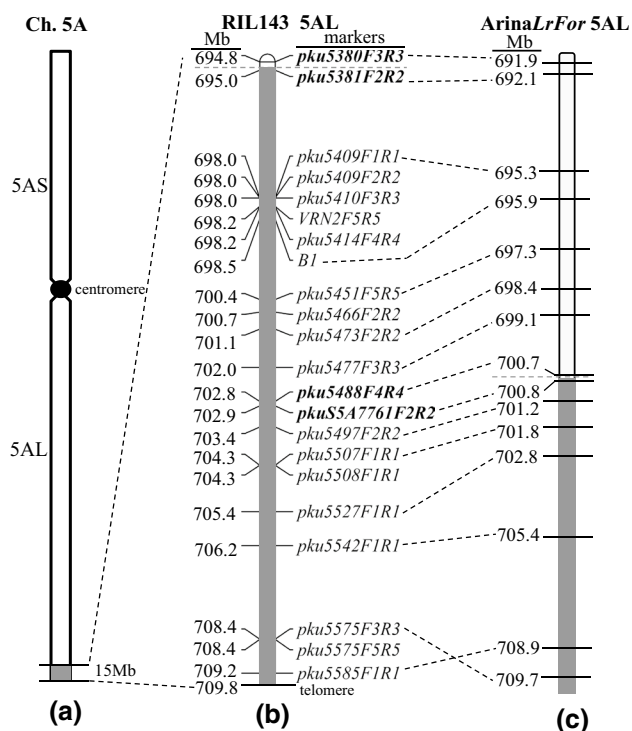 Ch. 5A
RIL143 5AL
ArinaLrFor 5AL
Mb
markers
Mb
694.8
pku5380F3R3
691.9
695.0
pku5381F2R2
692.1
698.0
pku5409F1R1
695.3
698.0
pku5409F2R2
698.0
pku5410F3R3
695.9
698.2
VRN2F5R5
698.2
pku5414F4R4
698.5
B1
697.3
700.4
pku5451F5R5
698.4
700.7
pku5466F2R2
699.1
701.1
pku5473F2R2
702.0
pku5477F3R3
700.7
702.8
pku5488F4R4
700.8
702.9
pkuS5A7761F2R2
701.2
703.4
pku5497F2R2
701.8
704.3
pku5507F1R1
702.8
704.3
pku5508F1R1
705.4
pku5527F1R1
705.4
706.2
pku5542F1R1
708.4
pku5575F3R3
708.9
708.4
pku5575F5R5
709.2
pku5585F1R1
709.7
709.8
telomere
5AS
centromere
5AL
15Mb
(a)
(b)
(c)